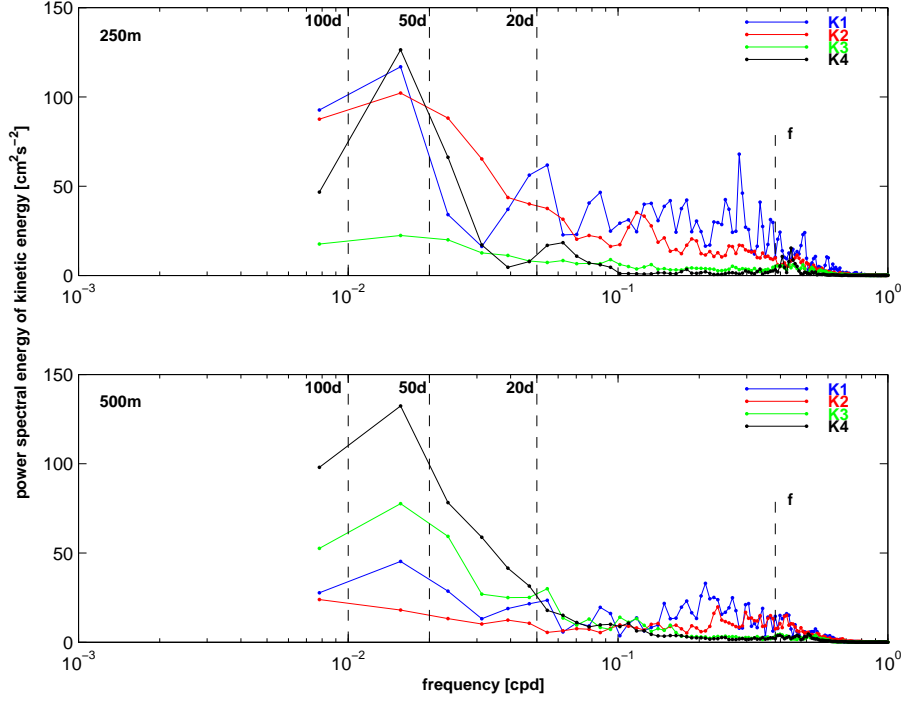 power spectral energy of kinetic energy [cm²s⁻²]
150
100
50
0
250m
100d 50d 20d
K1
K2
K3
K4
f
10⁻³ 10⁻² 10⁻¹ 10⁰
150
100
50
0
500m
100d 50d 20d
K1
K2
K3
K4
f
10⁻³ 10⁻² 10⁻¹ 10⁰
frequency [cpd]